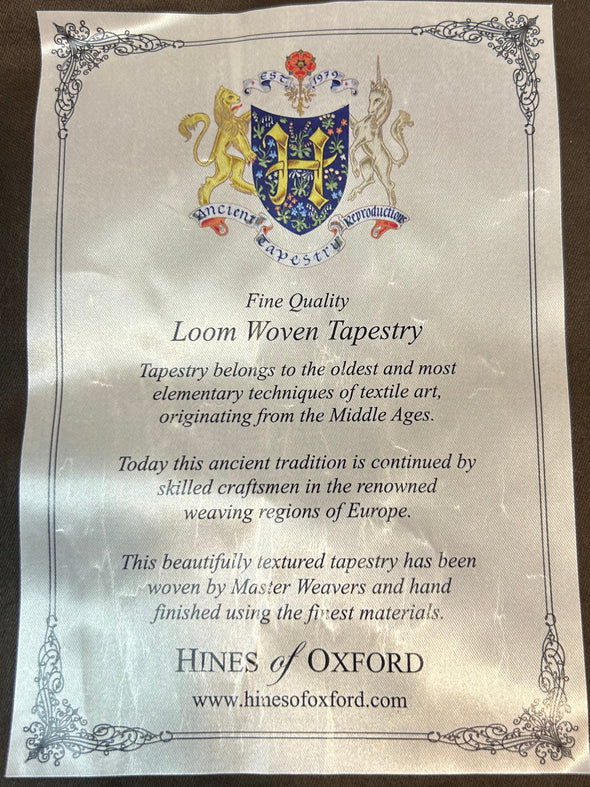 EST 1979
H
Ancient Tapestry Reproductions
Fine Quality
Loom Woven Tapestry
Tapestry belongs to the oldest and most
elementary techniques of textile art,
originating from the Middle Ages.
Today this ancient tradition is continued by
skilled craftsmen in the renowned
weaving regions of Europe.
This beautifully textured tapestry has been
woven by Master Weavers and hand
finished using the finest materials.
HINES of OXFORD
www.hinesofoxford.com